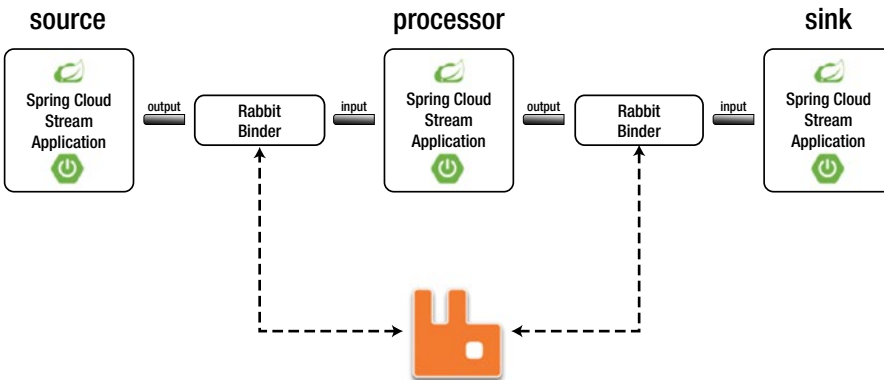 source
processor
sink
Spring Cloud
Stream
Application
output
Rabbit
Binder
input
Spring Cloud
Stream
Application
output
Rabbit
Binder
input
Spring Cloud
Stream
Application